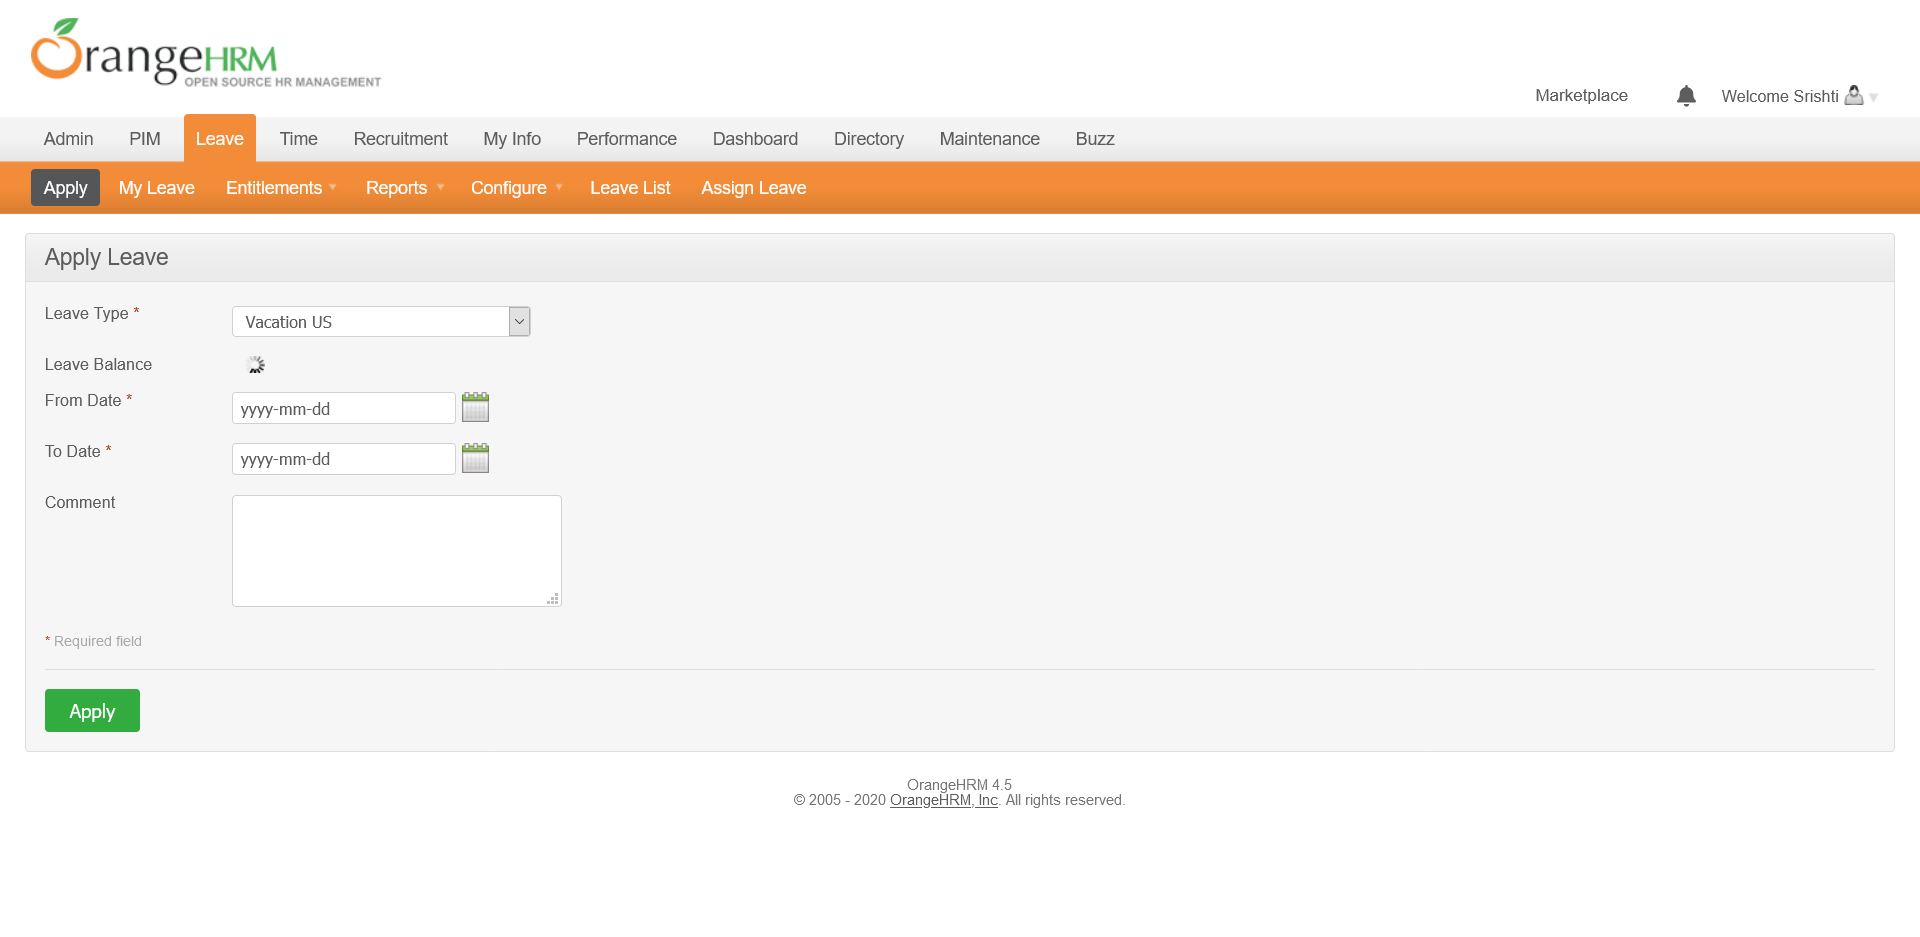 OrangeHRM
OPEN SOURCE HR MANAGEMENT
Marketplace Welcome Srishti
Admin PIM Leave Time Recruitment My Info Performance Dashboard Directory Maintenance Buzz
Apply My Leave Entitlements Reports Configure Leave List Assign Leave
Apply Leave
Leave Type * Vacation US
Leave Balance
From Date * yyyy-mm-dd
To Date * yyyy-mm-dd
Comment
* Required field
Apply
OrangeHRM 4.5
© 2005 - 2020 OrangeHRM, Inc. All rights reserved.